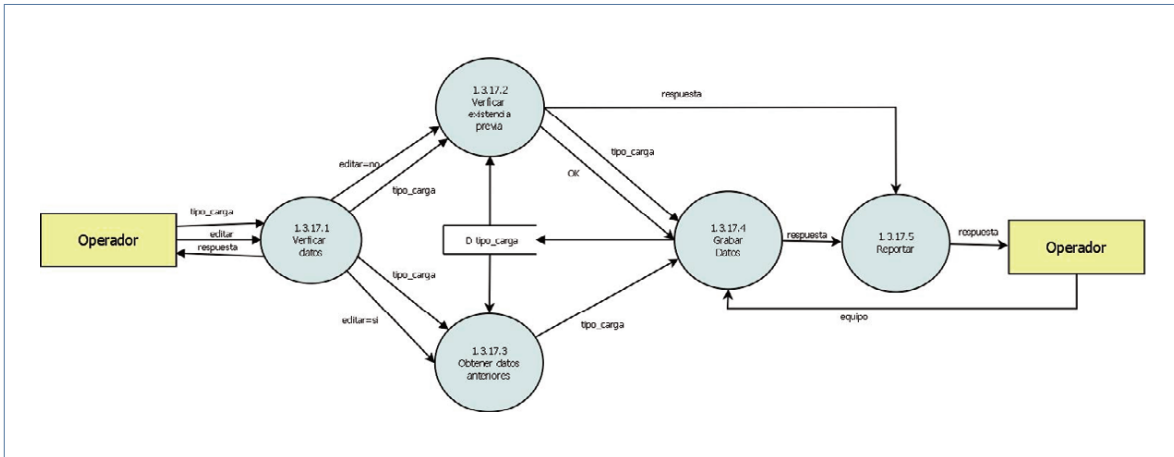 1.3.17.2
Verficar
existencia
previa
respuesta
tipo_carga
OK
editar=no
tipo_carga
Operador
tipo_carga
editar
respuesta
1.3.17.1
Verficar
datos
D tipo_carga
1.3.17.4
Grabar
Datos
respuesta
1.3.17.5
Reportar
respuesta
Operador
tipo_carga
editar=si
tipo_carga
equipo
1.3.17.3
Obtener datos
anteriores